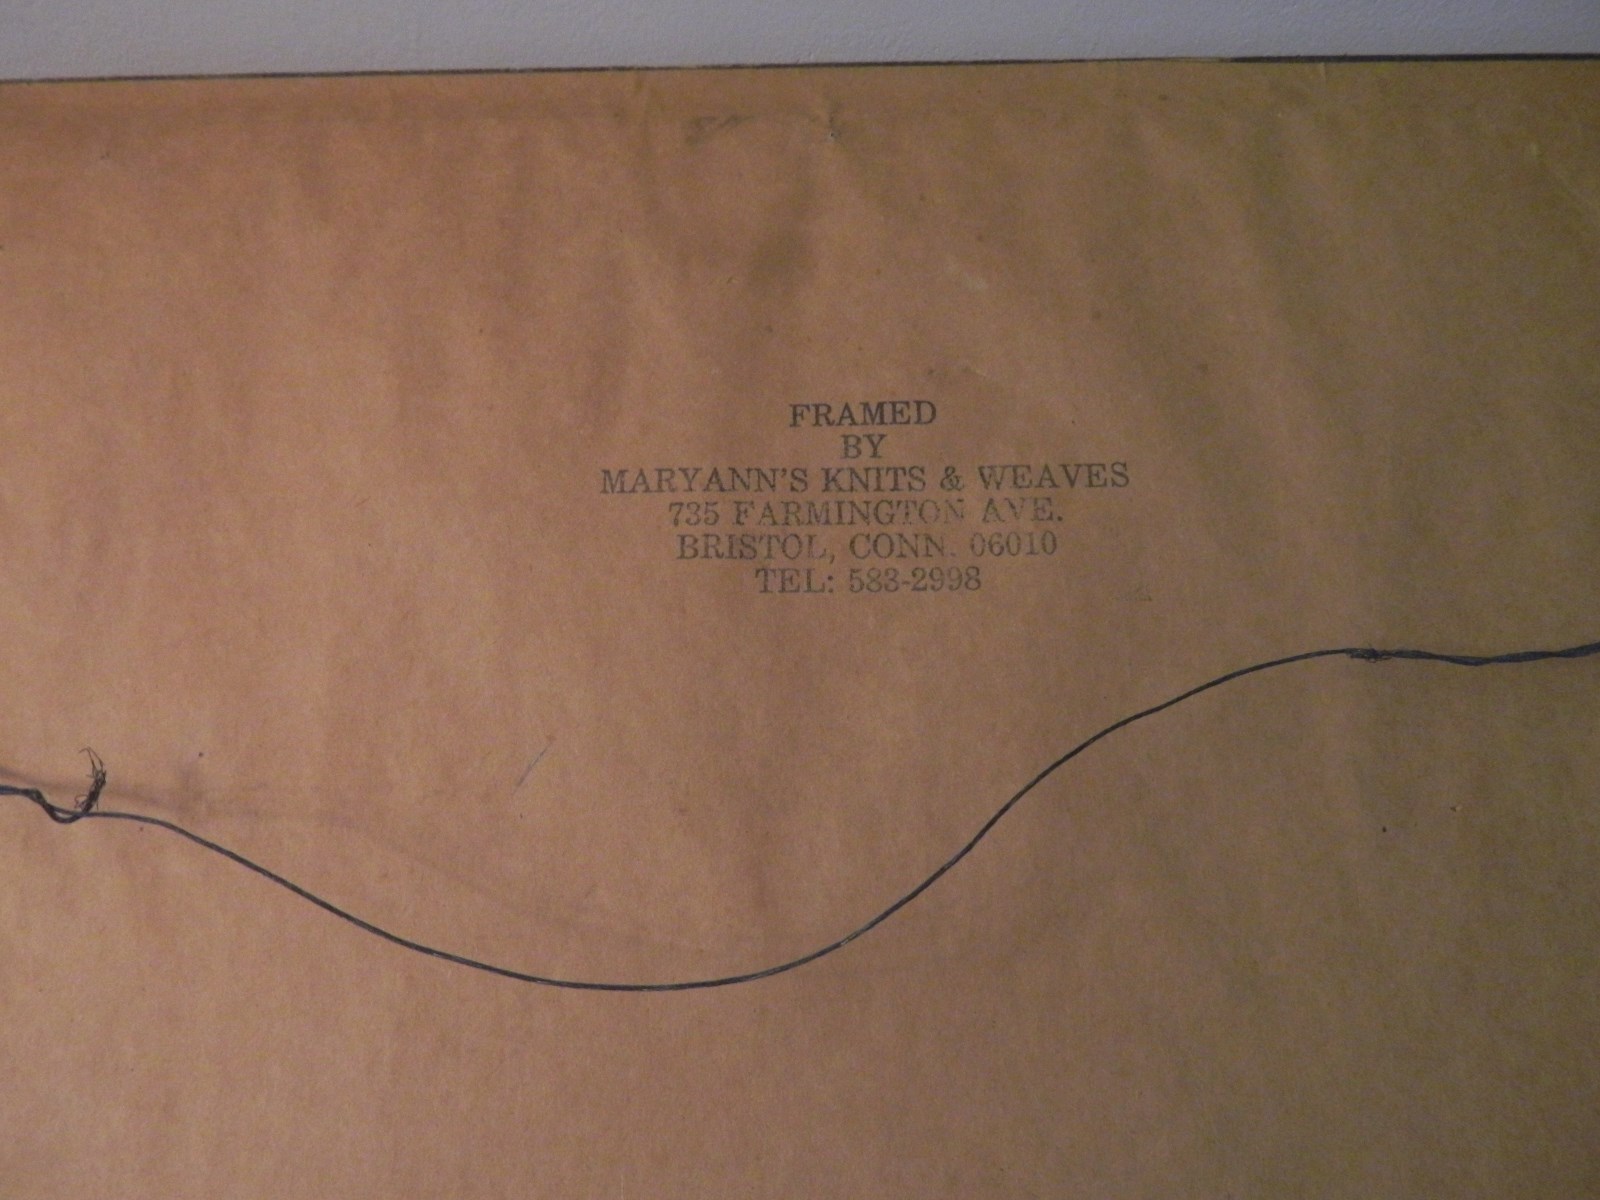 FRAMED
BY
MARYANN'S KNITS & WEAVES
735 FARMINGTON AVE.
BRISTOL, CONN. 06010
TEL: 583-2998